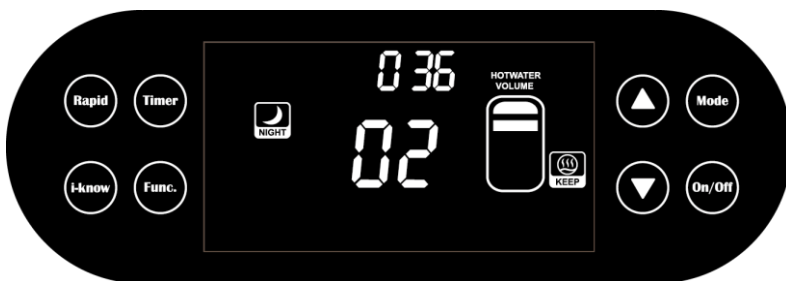 Rapid
Timer
i-know
Func.
NIGHT
036
02
HOTWATER
VOLUME
KEEP
Mode
On/Off